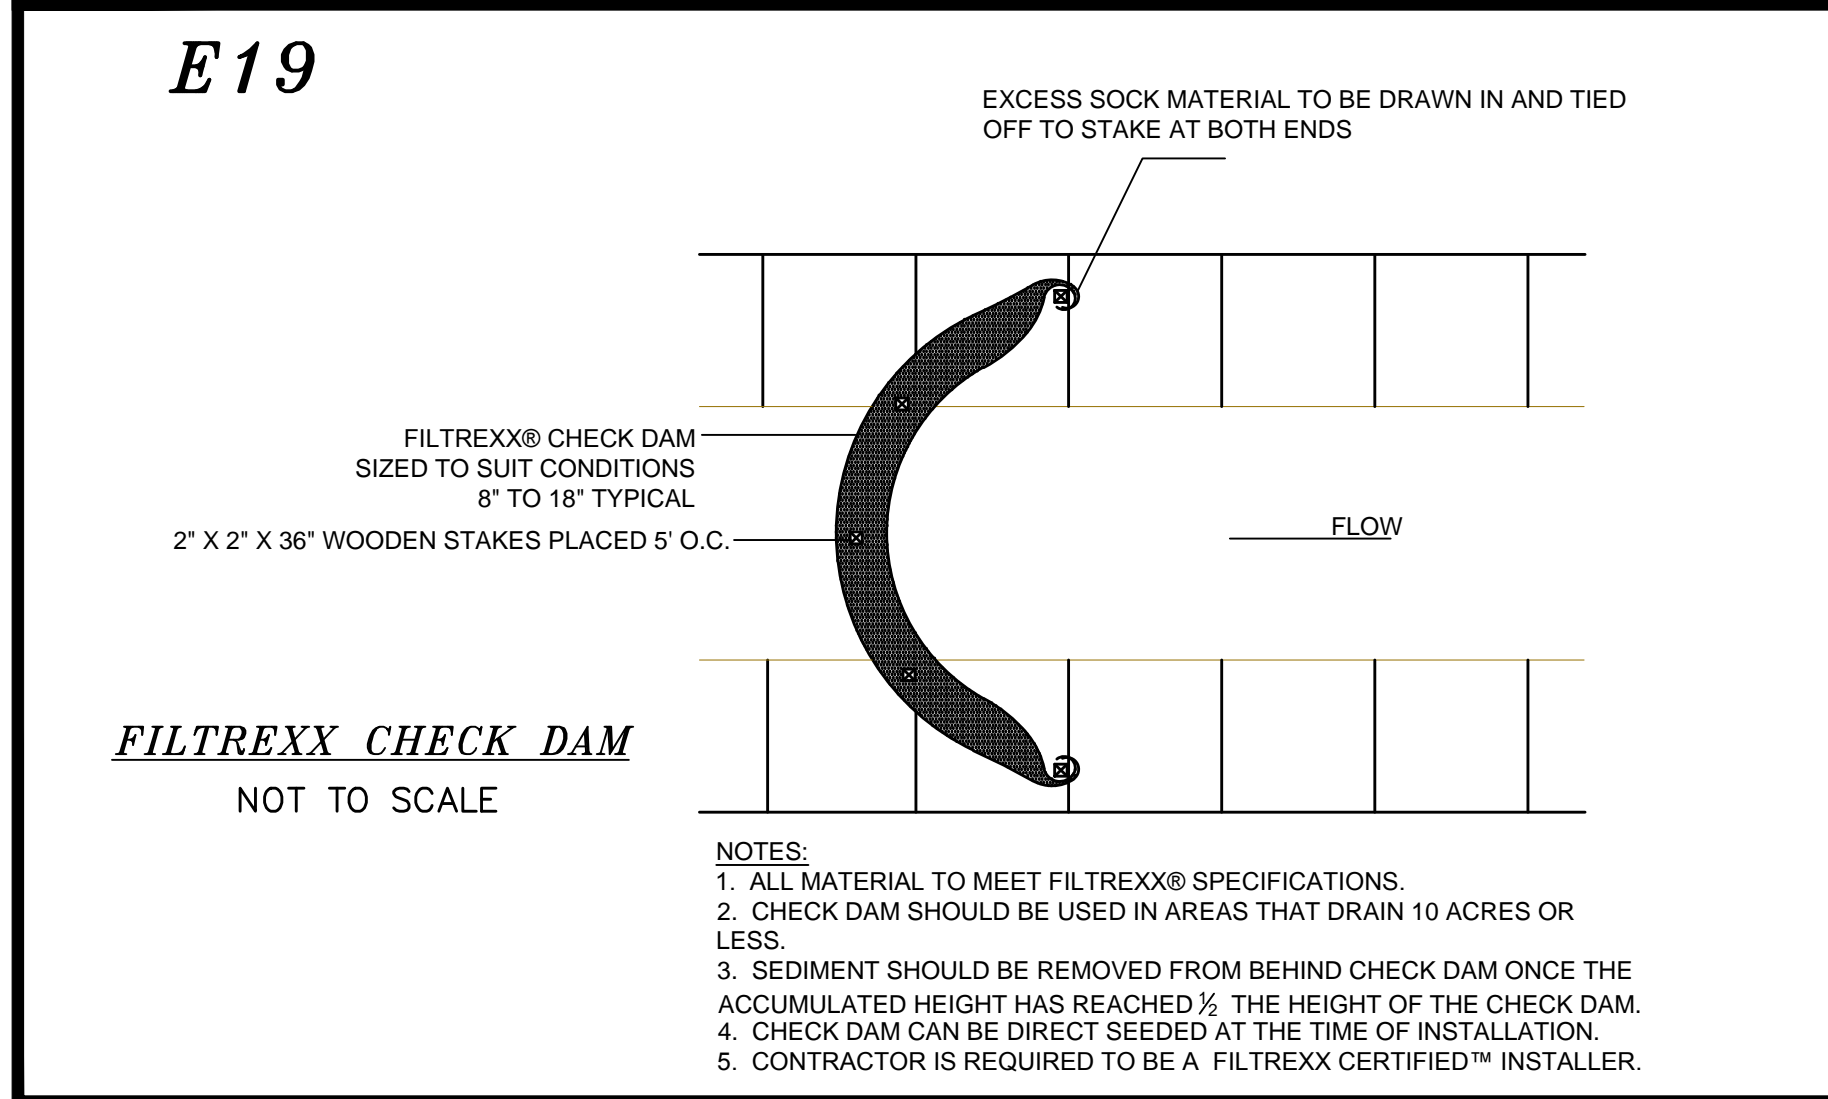 E19
EXCESS SOCK MATERIAL TO BE DRAWN IN AND TIED
OFF TO STAKE AT BOTH ENDS
FILTREXX® CHECK DAM
SIZED TO SUIT CONDITIONS
8" TO 18" TYPICAL
2" X 2" X 36" WOODEN STAKES PLACED 5' O.C.
FLOW
FILTREXX CHECK DAM
NOT TO SCALE
NOTES:
1. ALL MATERIAL TO MEET FILTREXX® SPECIFICATIONS.
2. CHECK DAM SHOULD BE USED IN AREAS THAT DRAIN 10 ACRES OR
LESS.
3. SEDIMENT SHOULD BE REMOVED FROM BEHIND CHECK DAM ONCE THE
ACCUMULATED HEIGHT HAS REACHED ½ THE HEIGHT OF THE CHECK DAM.
4. CHECK DAM CAN BE DIRECT SEEDED AT THE TIME OF INSTALLATION.
5. CONTRACTOR IS REQUIRED TO BE A FILTREXX CERTIFIED™ INSTALLER.